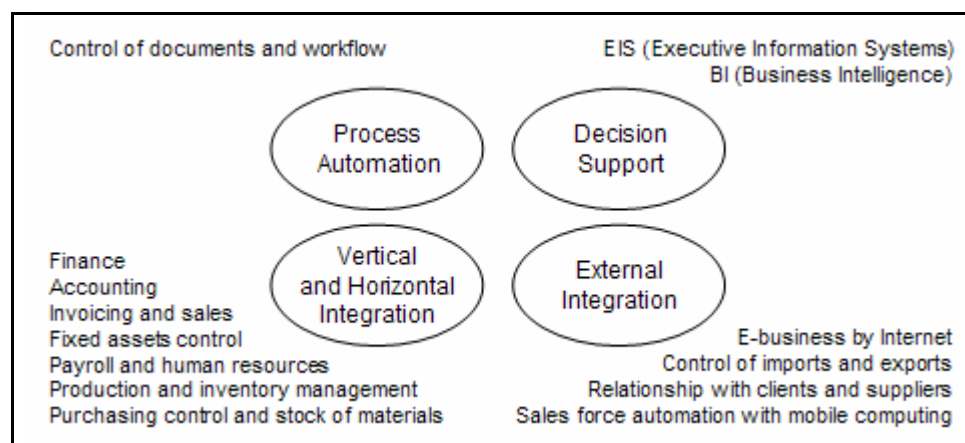 Control of documents and workflow
EIS (Executive Information Systems)
BI (Business Intelligence)
Process
Automation
Decision
Support
Vertical
and Horizontal
Integration
External
Integration
Finance
Accounting
Invoicing and sales
Fixed assets control
Payroll and human resources
Production and inventory management
Purchasing control and stock of materials
E-business by Internet
Control of imports and exports
Relationship with clients and suppliers
Sales force automation with mobile computing